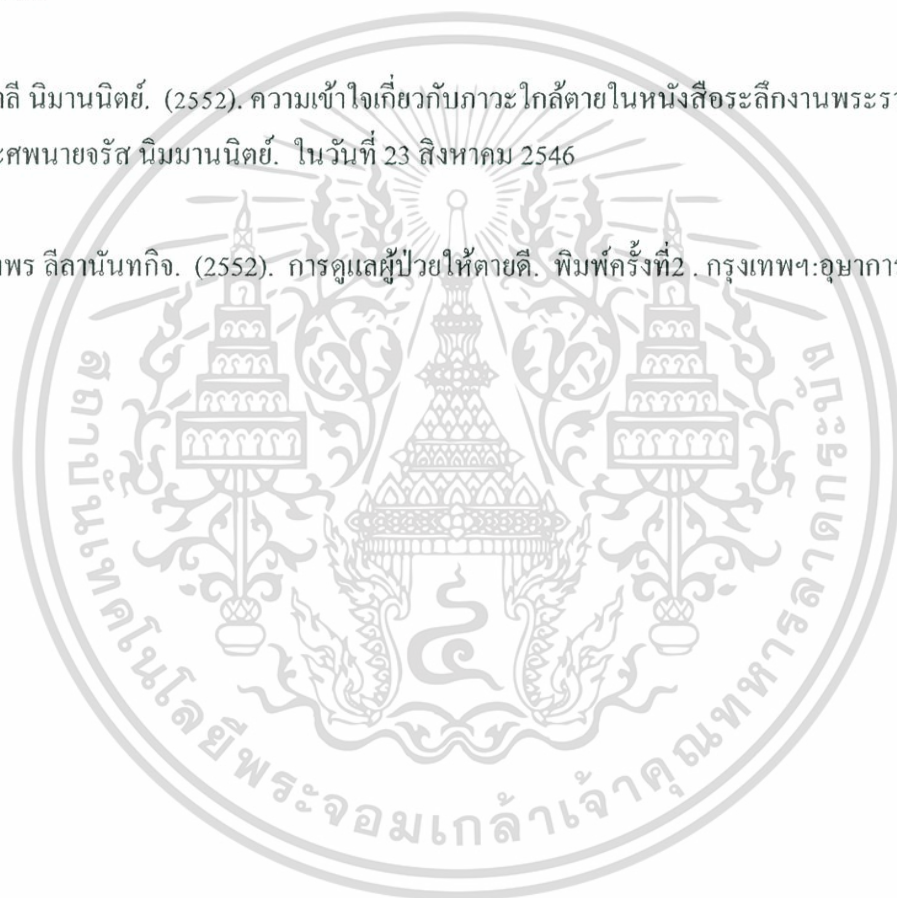 ลี นิมานนิตย์. (2552). ความเข้าใจเกี่ยวกับภาวะใกล้ตายในหนังสือระลึกงานพระรา
ศพนายจรัส นิมมานนิตย์. ในวันที่ 23 สิงหาคม 2546
พร ลีลานันทกิจ. (2552). การดูแลผู้ป่วยให้ตายดี. พิมพ์ครั้งที่2 . กรุงเทพฯ:อุษาการ
สถาบันเทคโนโลยีพระจอมเกล้าเจ้าคุณทหารลาดกระบัง
๔